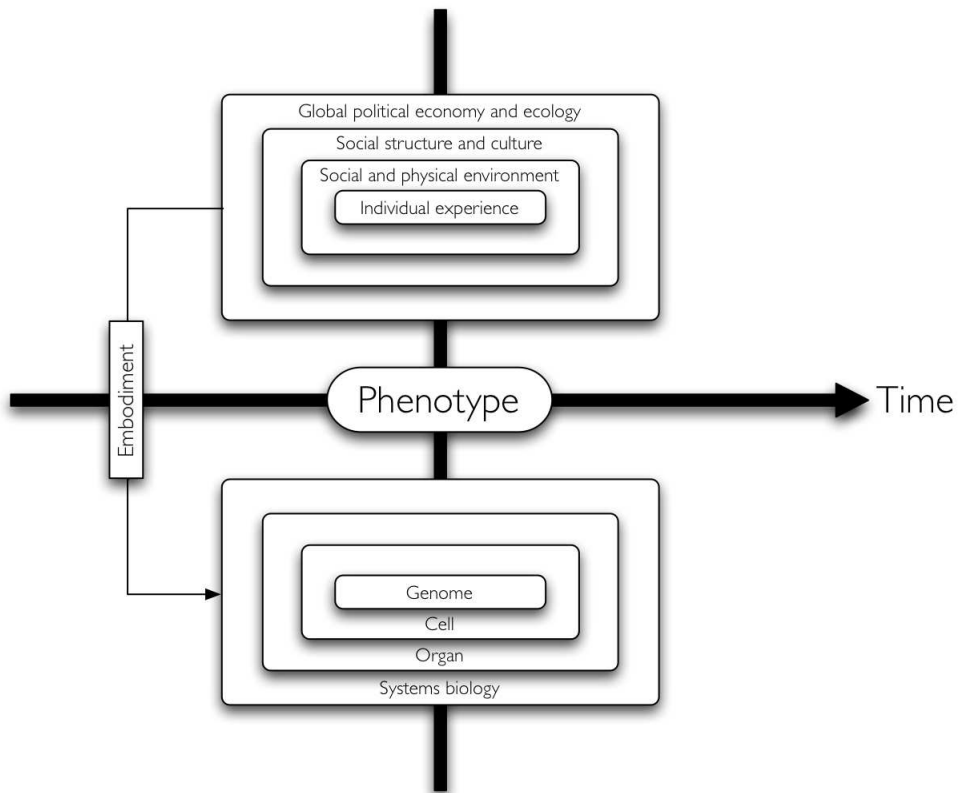 Global political economy and ecology
Social structure and culture
Social and physical environment
Individual experience
Embodiment
Phenotype
Time
Genome
Cell
Organ
Systems biology